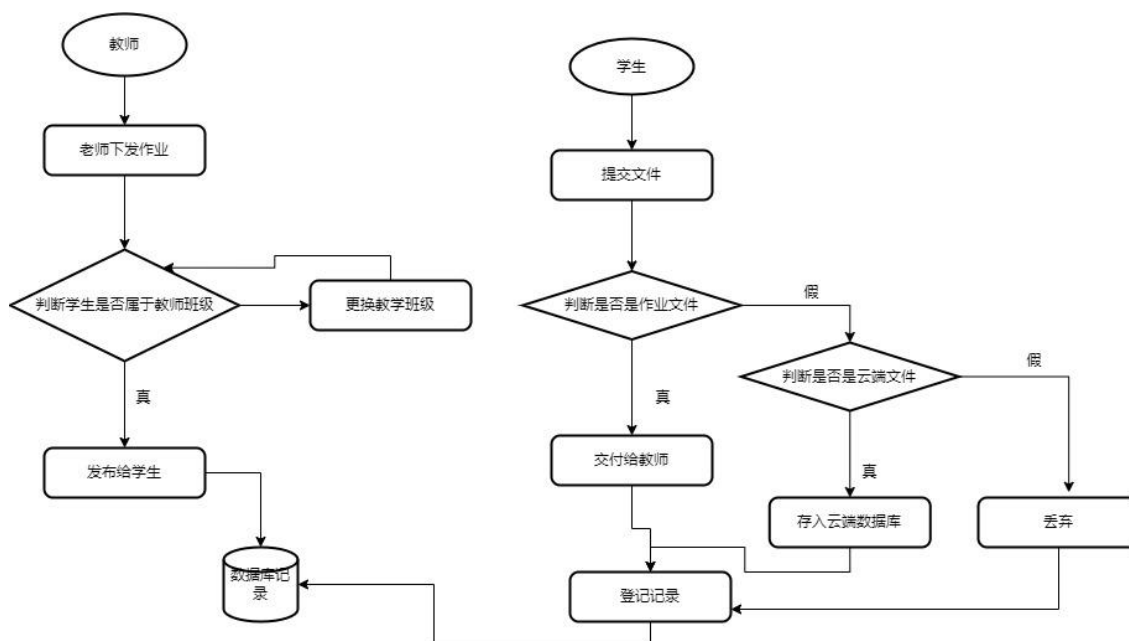 教师
老师下发作业
判断学生是否属于教师班级
更换教学班级
真
发布给学生
数据库记
录
学生
提交文件
判断是否是作业文件
假
判断是否是云端文件
假
真
交付给教师
真
存入云端数据库
丢弃
登记记录